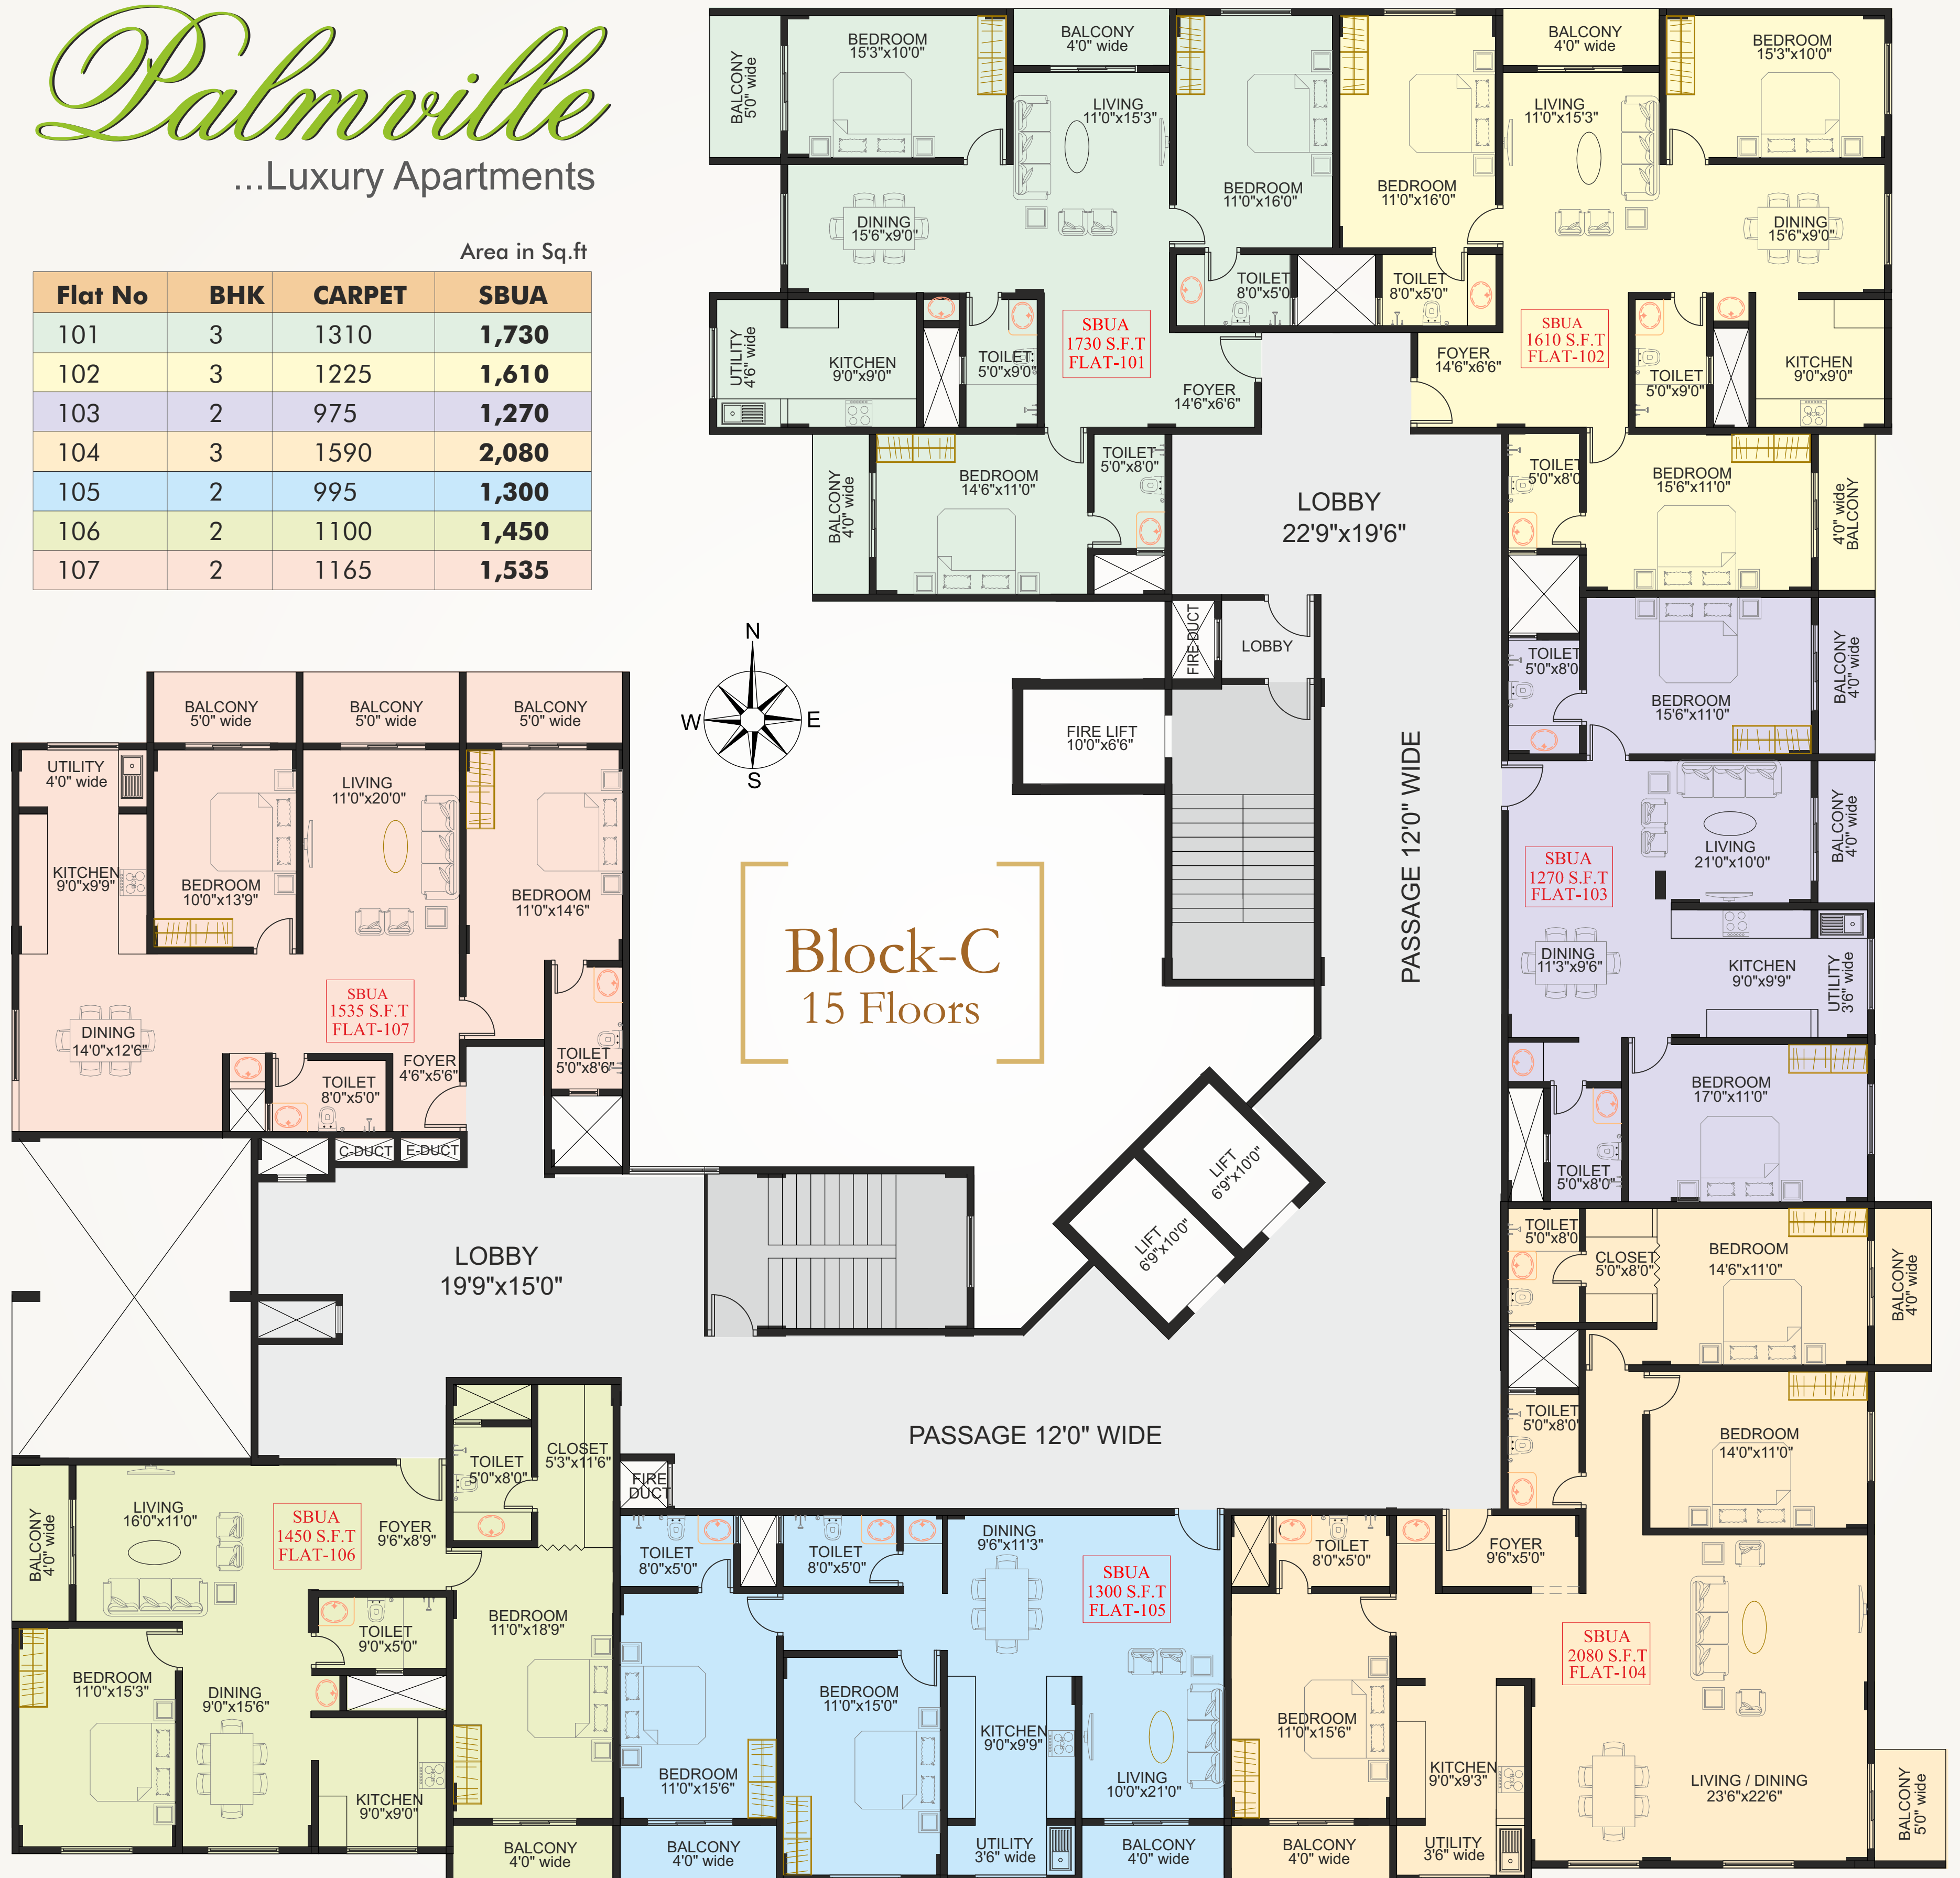 Palmville
...Luxury Apartments
Area in Sq.ft
Flat No BHK CARPET SBUA
101 3 1310 1,730
102 3 1225 1,610
103 2 975 1,270
104 3 1590 2,080
105 2 995 1,300
106 2 1100 1,450
107 2 1165 1,535
BALCONY
5'0" wide
BEDROOM
15'3"x10'0"
BALCONY
4'0" wide
LIVING
11'0"x15'3"
BEDROOM
11'0"x16'0"
DINING
15'6"x9'0"
TOILET
8'0"x5'0
UTILITY
4'6" wide
KITCHEN
9'0"x9'0"
TOILET
5'0"x9'0"
SBUA
1730 S.F.T
FLAT-101
FOYER
14'6"x6'6"
BALCONY
4'0" wide
BEDROOM
14'6"x11'0"
TOILET
5'0"x8'0"
BEDROOM
11'0"x16'0"
BALCONY
4'0" wide
LIVING
11'0"x15'3"
BEDROOM
15'3"x10'0"
DINING
15'6"x9'0"
TOILET
8'0"x5'0"
FOYER
14'6"x6'6"
SBUA
1610 S.F.T
FLAT-102
TOILET
5'0"x9'0"
KITCHEN
9'0"x9'0"
TOILET
5'0"x8'0
BEDROOM
15'6"x11'0"
4'0" wide
BALCONY
LOBBY
22'9"x19'6"
FIRE-DUCT
LOBBY
FIRE LIFT
10'0"x6'6"
PASSAGE 12'0" WIDE
N
W
E
S
Block-C
15 Floors
TOILET
5'0"x8'0
BEDROOM
15'6"x11'0"
BALCONY
4'0" wide
LIVING
21'0"x10'0"
BALCONY
4'0" wide
SBUA
1270 S.F.T
FLAT-103
DINING
11'3"x9'6"
KITCHEN
9'0"x9'9"
UTILITY
3'6" wide
BEDROOM
17'0"x11'0"
TOILET
5'0"x8'0"
BALCONY
5'0" wide
BALCONY
5'0" wide
BALCONY
5'0" wide
UTILITY
4'0" wide
KITCHEN
9'0"x9'9"
BEDROOM
10'0"x13'9"
LIVING
11'0"x20'0"
BEDROOM
11'0"x14'6"
SBUA
1535 S.F.T
FLAT-107
DINING
14'0"x12'6"
TOILET
8'0"x5'0"
FOYER
4'6"x5'6"
TOILET
5'0"x8'6"
C-DUCT
E-DUCT
LIFT
6'9"x10'0"
LIFT
6'9"x10'0"
LOBBY
19'9"x15'0"
PASSAGE 12'0" WIDE
TOILET
5'0"x8'0
CLOSET
5'0"x8'0"
BEDROOM
14'6"x11'0"
BALCONY
4'0" wide
TOILET
5'0"x8'0"
BEDROOM
14'0"x11'0"
FOYER
9'6"x5'0"
TOILET
8'0"x5'0"
SBUA
2080 S.F.T
FLAT-104
BEDROOM
11'0"x15'6"
KITCHEN
9'0"x9'3"
LIVING / DINING
23'6"x22'6"
BALCONY
5'0" wide
BALCONY
4'0" wide
UTILITY
3'6" wide
FIRE
DUCT
TOILET
8'0"x5'0"
TOILET
8'0"x5'0"
DINING
9'6"x11'3"
SBUA
1300 S.F.T
FLAT-105
BEDROOM
11'0"x15'6"
BEDROOM
11'0"x15'0"
KITCHEN
9'0"x9'9"
LIVING
10'0"x21'0"
BALCONY
4'0" wide
UTILITY
3'6" wide
BALCONY
4'0" wide
TOILET
5'0"x8'0"
CLOSET
5'3"x11'6"
BALCONY
4'0" wide
LIVING
16'0"x11'0"
SBUA
1450 S.F.T
FLAT-106
FOYER
9'6"x8'9"
TOILET
9'0"x5'0"
BEDROOM
11'0"x18'9"
BEDROOM
11'0"x15'3"
DINING
9'0"x15'6"
KITCHEN
9'0"x9'0"
BALCONY
4'0" wide